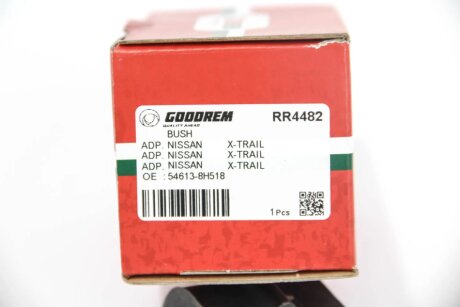 GOODREM RR4482
QUALITY AHEAD
BUSH
ADP. NISSAN X-TRAIL
ADP. NISSAN X-TRAIL
ADP. NISSAN X-TRAIL
OE : 54613-8H518
1 Pcs